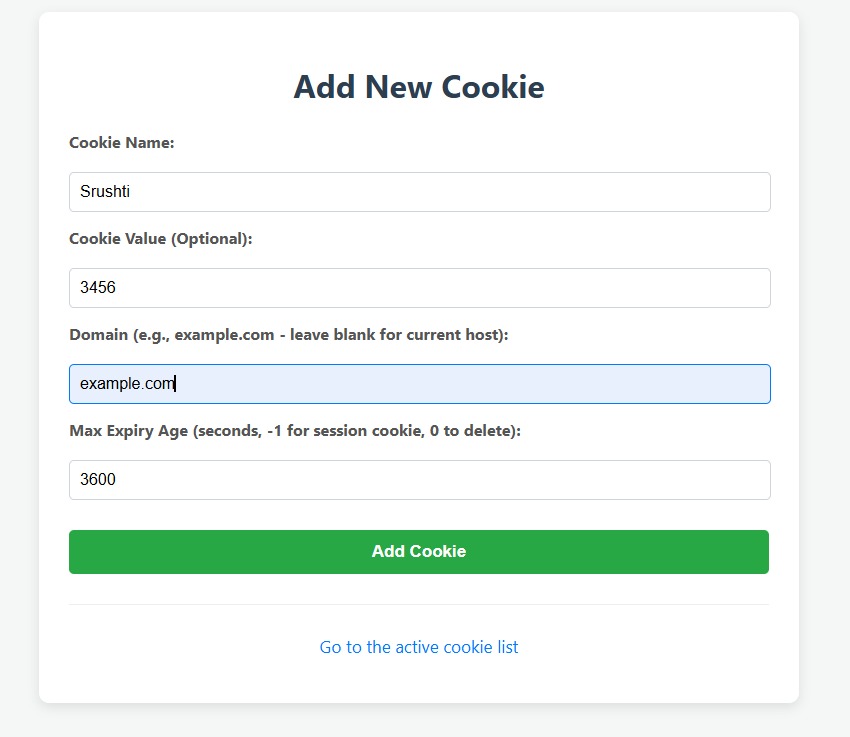 Add New Cookie
Cookie Name:
Srushti
Cookie Value (Optional):
3456
Domain (e.g., example.com - leave blank for current host):
example.com
Max Expiry Age (seconds, -1 for session cookie, 0 to delete):
3600
Add Cookie
Go to the active cookie list